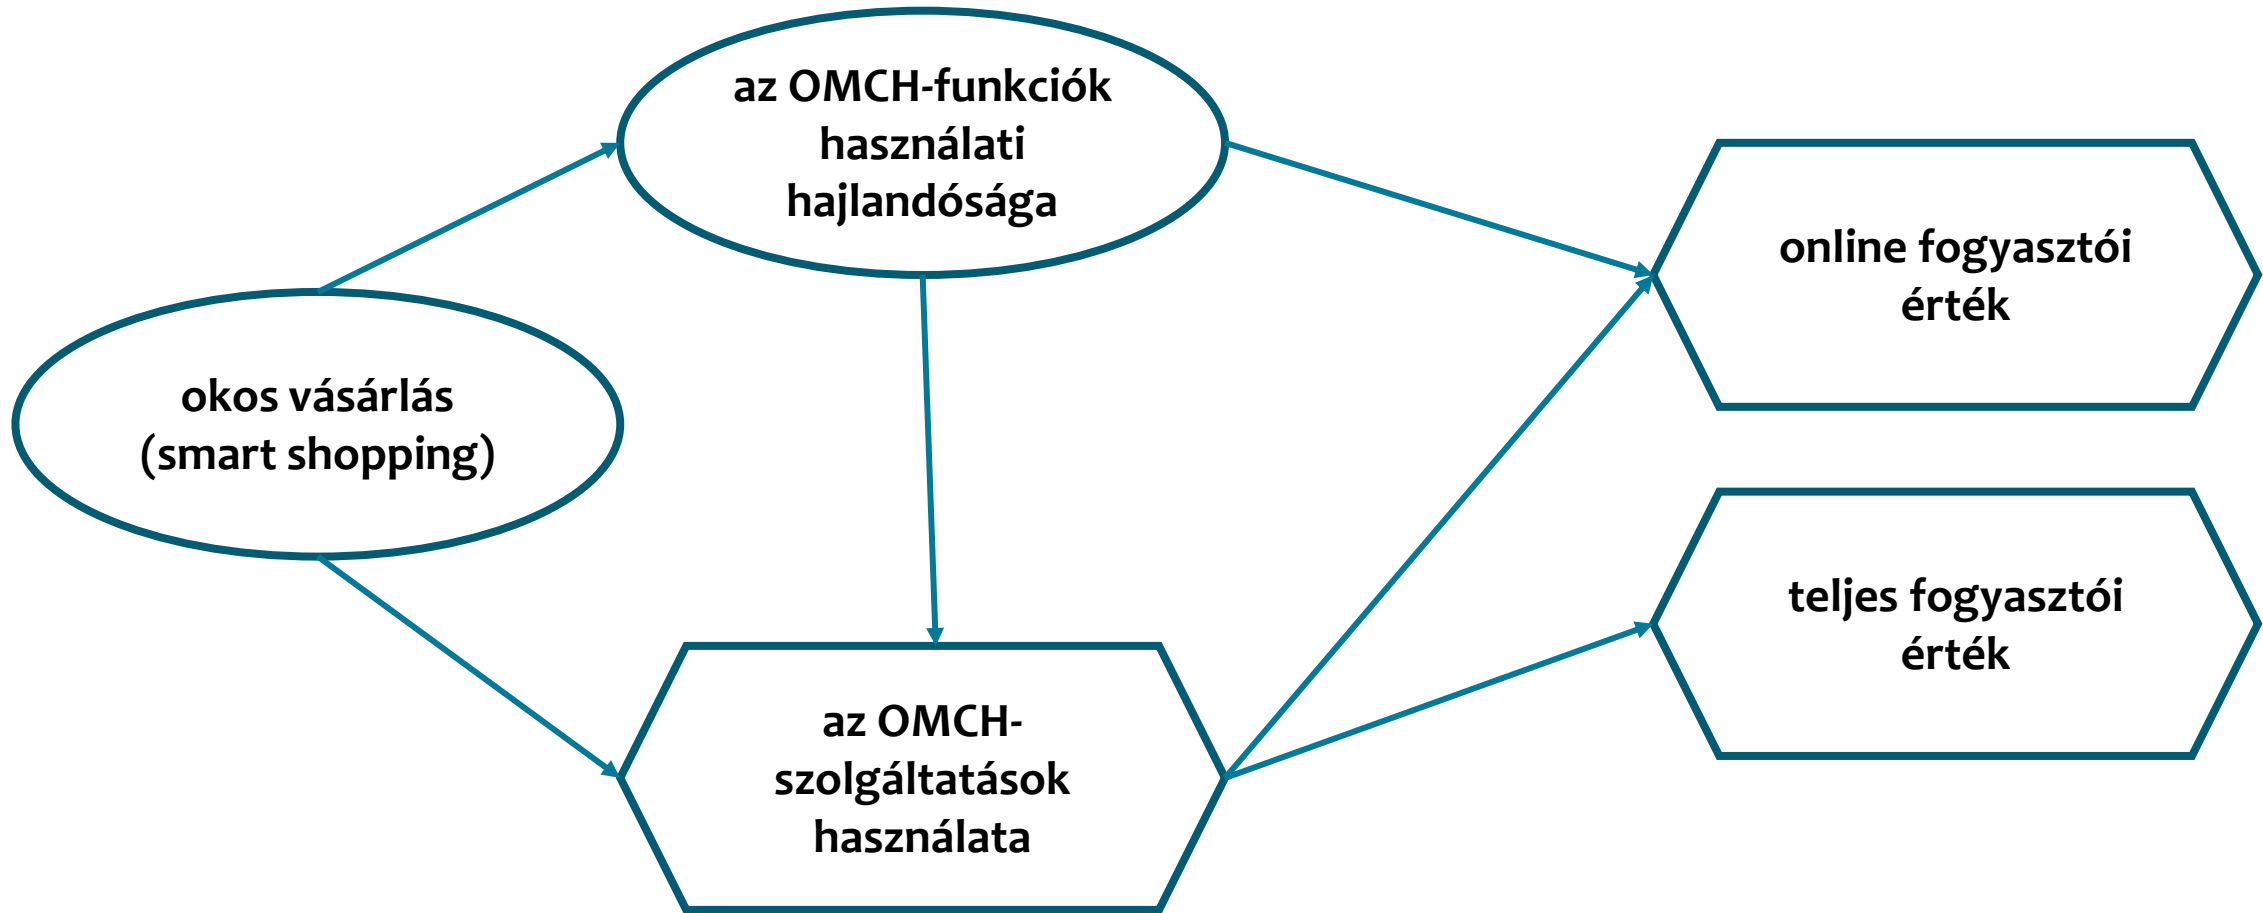 az OMCH-funkciók
használati
hajlandósága
online fogyasztói
érték
okos vásárlás
(smart shopping)
teljes fogyasztói
érték
az OMCH-
szolgáltatások
használata